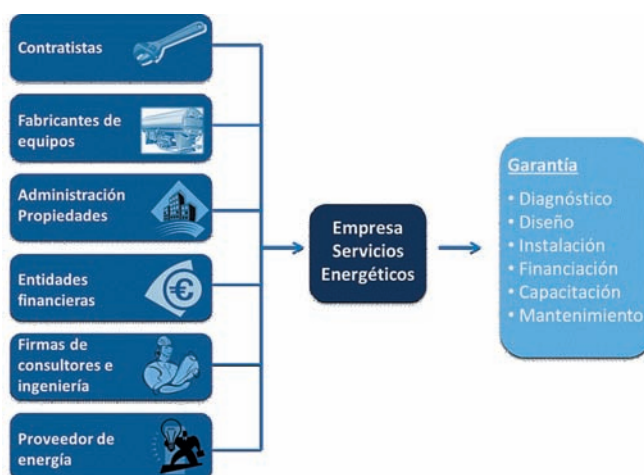 Contratistas
Fabricantes de
equipos
Administración
Propiedades
Entidades
financieras
Firmas de
consultores e
ingeniería
Proveedor de
energía
Empresa
Servicios
Energéticos
Garantía
• Diagnóstico
• Diseño
• Instalación
• Financiación
• Capacitación
• Mantenimiento